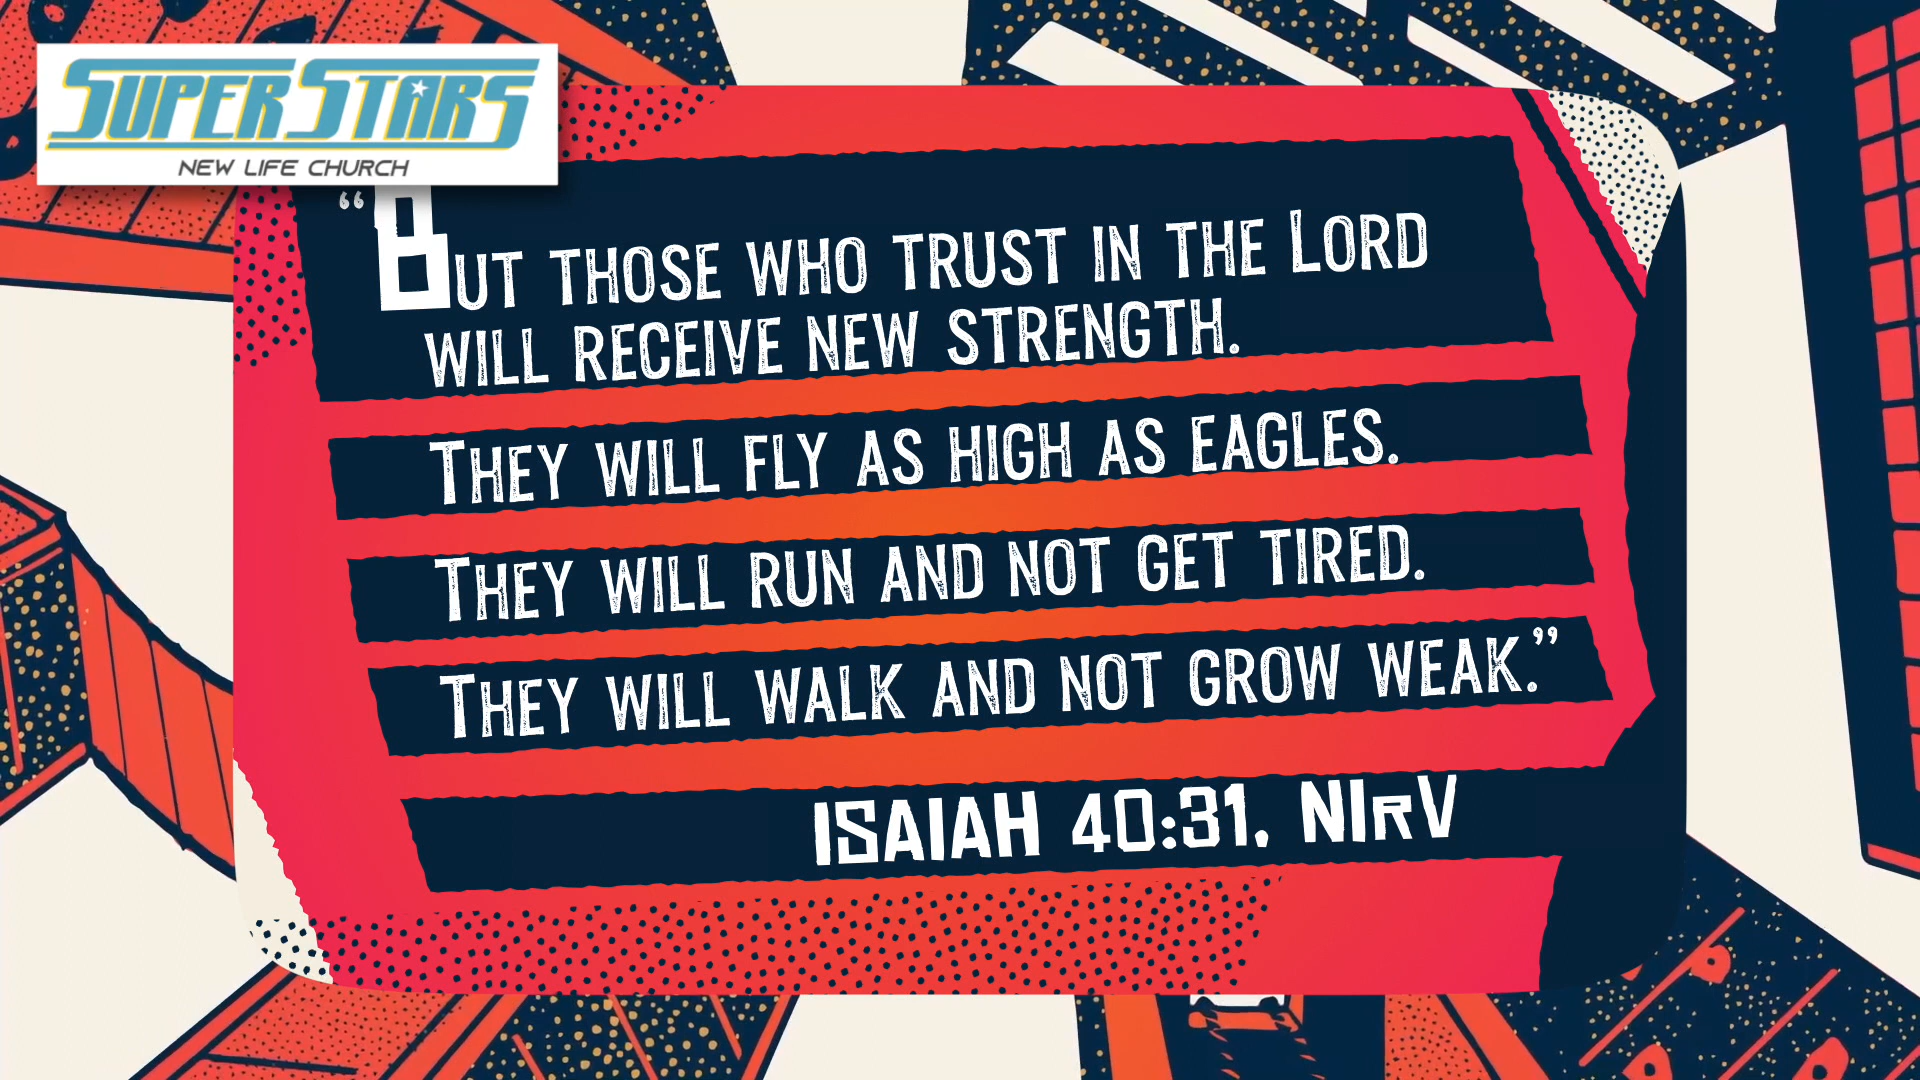 SUPERSTARS
NEW LIFE CHURCH
“But those who trust in the Lord
will receive new strength.
They will fly as high as eagles.
They will run and not get tired.
They will walk and not grow weak.”
ISAIAH 40:31, NIrV